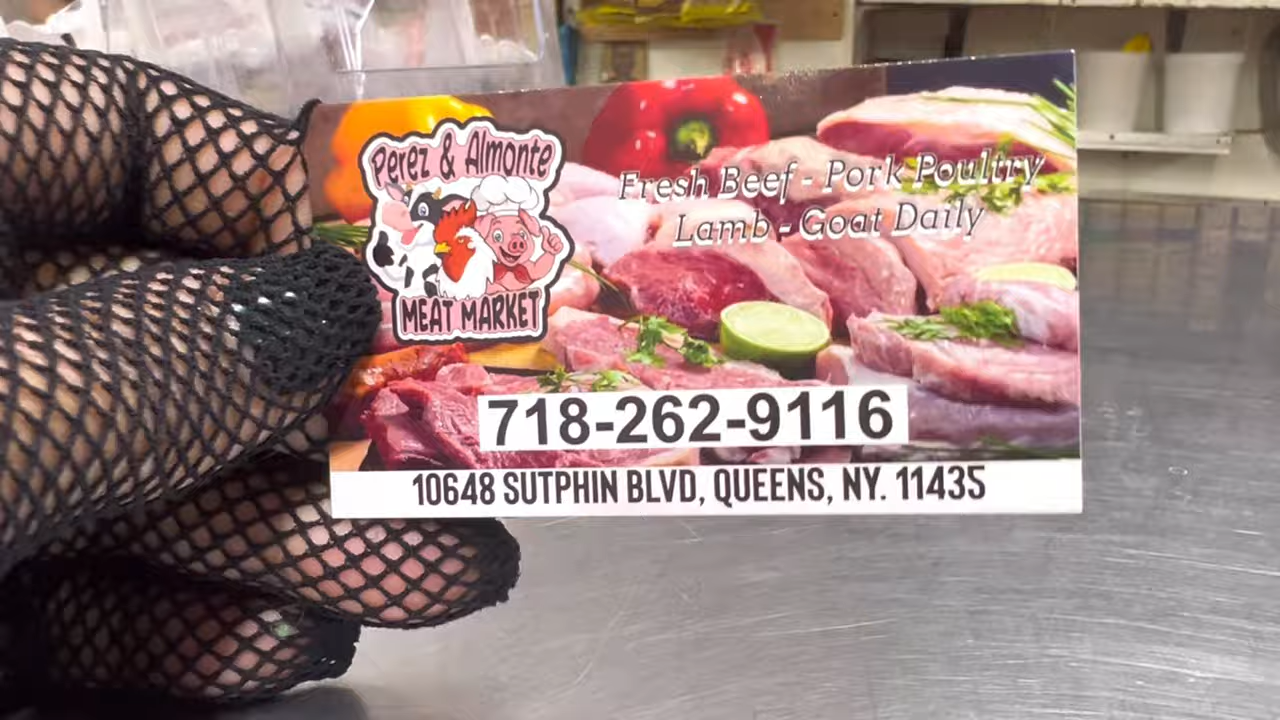 Perez & Almonte
MEAT MARKET
Fresh Beef - Pork Poultry
Lamb - Goat Daily
718-262-9116
10648 SUTPHIN BLVD, QUEENS, NY. 11435